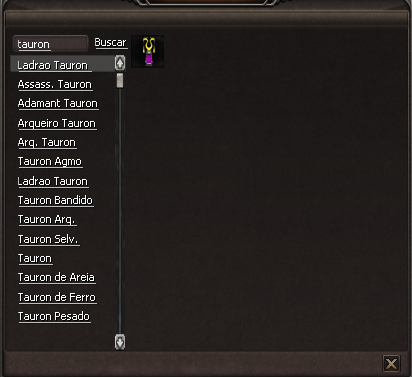 tauron Buscar
Ladrao Tauron
Assass. Tauron
Adamant Tauron
Arqueiro Tauron
Arq. Tauron
Tauron Agmo
Ladrao Tauron
Tauron Bandido
Tauron Arq.
Tauron Selv.
Tauron
Tauron de Areia
Tauron de Ferro
Tauron Pesado